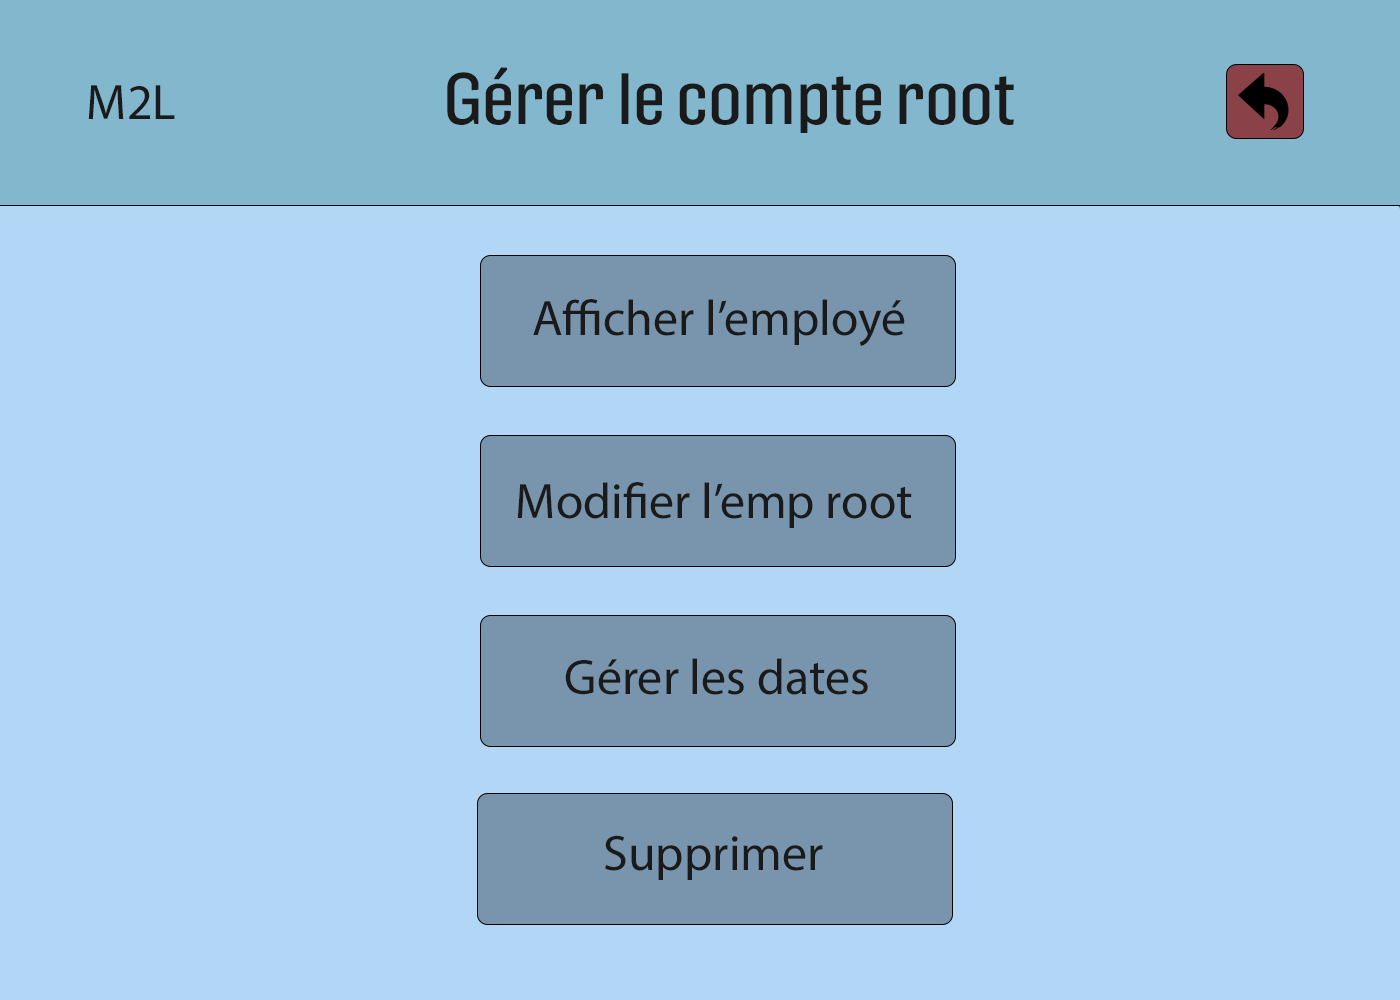 M2L
Gérer le compte root
Afficher l’employé
Modifier l’emp root
Gérer les dates
Supprimer